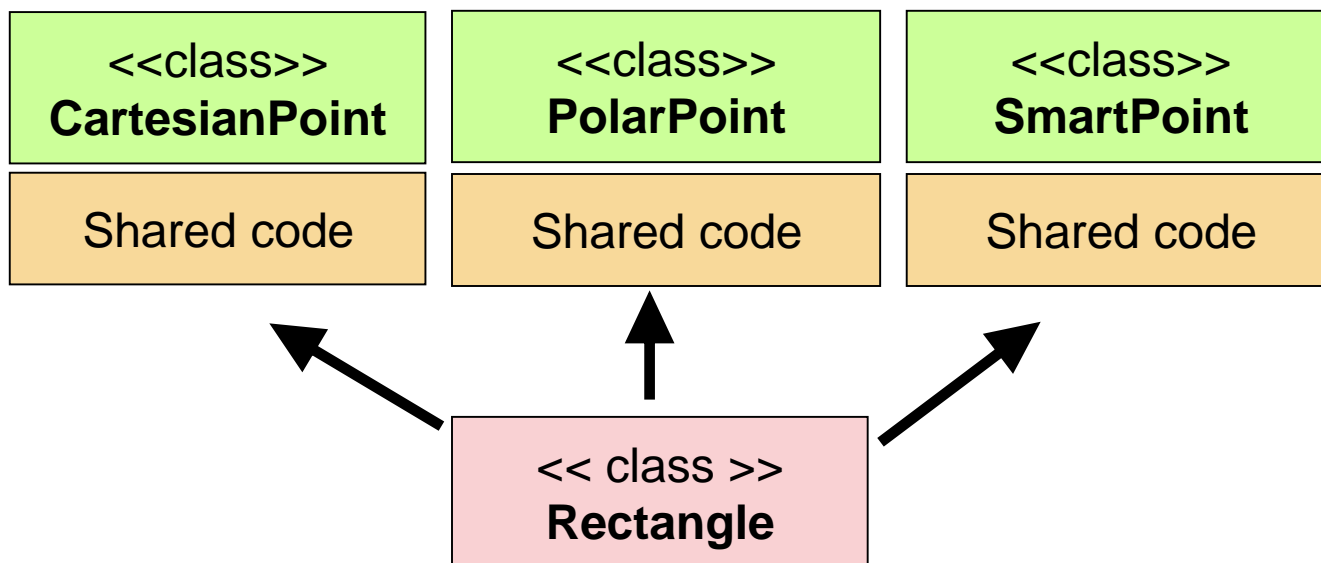 <<class>>
CartesianPoint
Shared code
<<class>>
PolarPoint
Shared code
<<class>>
SmartPoint
Shared code
<< class >>
Rectangle